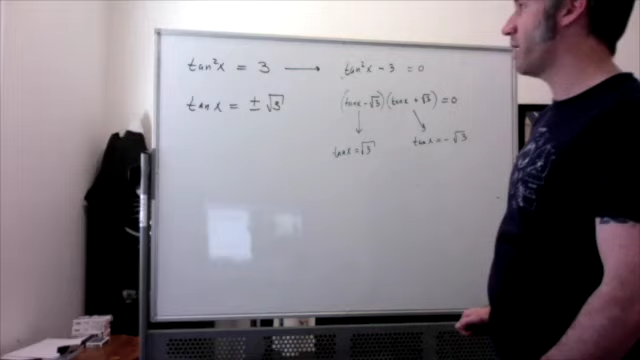 tan²x = 3 ⟶ tan²x - 3 = 0
tan x = ± √3 (tanx - √3)(tanx + √3) = 0
tanx = √3 tanx = - √3